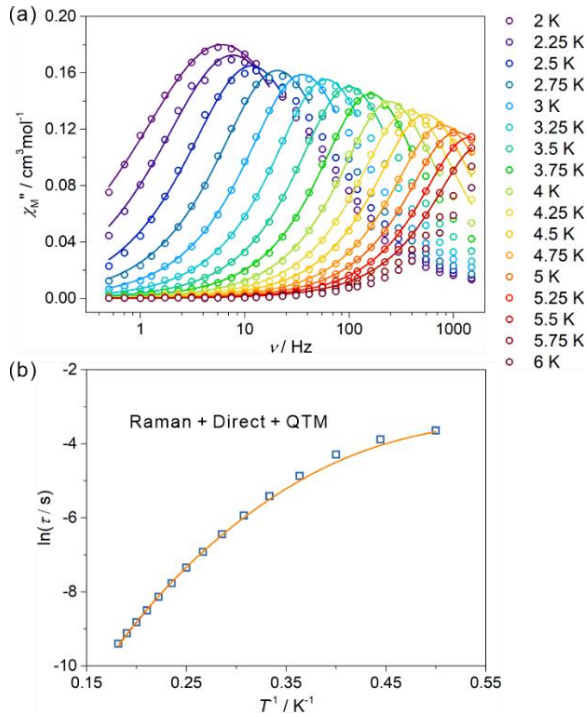 (a)
0.20
0.16
0.12
0.08
0.04
0.00
χM" / cm³mol⁻¹
1
10
100
1000
ν / Hz
2 K
2.25 K
2.5 K
2.75 K
3 K
3.25 K
3.5 K
3.75 K
4 K
4.25 K
4.5 K
4.75 K
5 K
5.25 K
5.5 K
5.75 K
6 K
(b)
-2
-4
-6
-8
-10
ln(τ / s)
Raman + Direct + QTM
0.15
0.25
0.35
0.45
0.55
T⁻¹ / K⁻¹